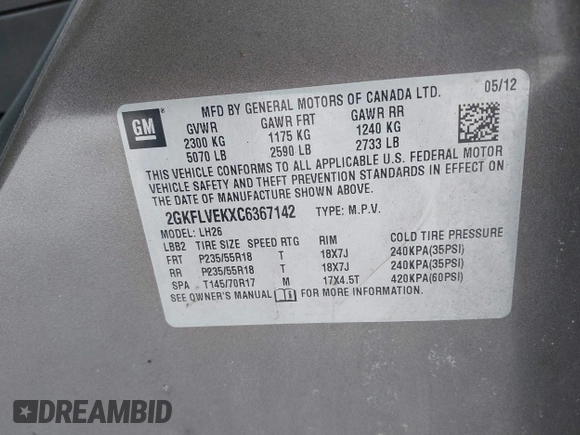 GM
MFD BY GENERAL MOTORS OF CANADA LTD. 05/12
GVWR GAWR FRT GAWR RR
2300 KG 1175 KG 1240 KG
5070 LB 2590 LB 2733 LB
THIS VEHICLE CONFORMS TO ALL APPLICABLE U.S. FEDERAL MOTOR
VEHICLE SAFETY AND THEFT PREVENTION STANDARDS IN EFFECT ON
THE DATE OF MANUFACTURE SHOWN ABOVE.
2GKFLVEKXC6367142 TYPE: M.P.V.
MODEL: LH26
LBB2 TIRE SIZE SPEED RTG RIM COLD TIRE PRESSURE
FRT P235/55R18 T 18X7J 240KPA(35PSI)
RR P235/55R18 T 18X7J 240KPA(35PSI)
SPA T145/70R17 M 17X4.5T 420KPA(60PSI)
SEE OWNER'S MANUAL FOR MORE INFORMATION.
DREAMBID